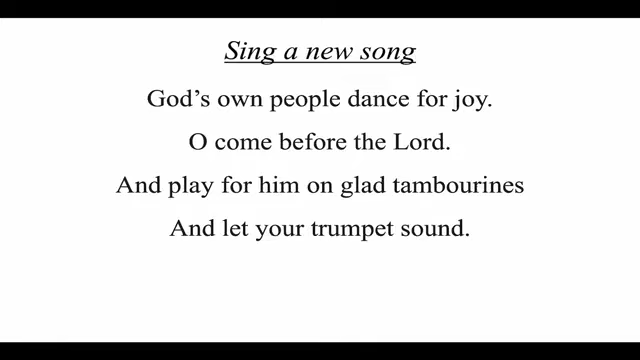 Sing a new song
God’s own people dance for joy.
O come before the Lord.
And play for him on glad tambourines
And let your trumpet sound.